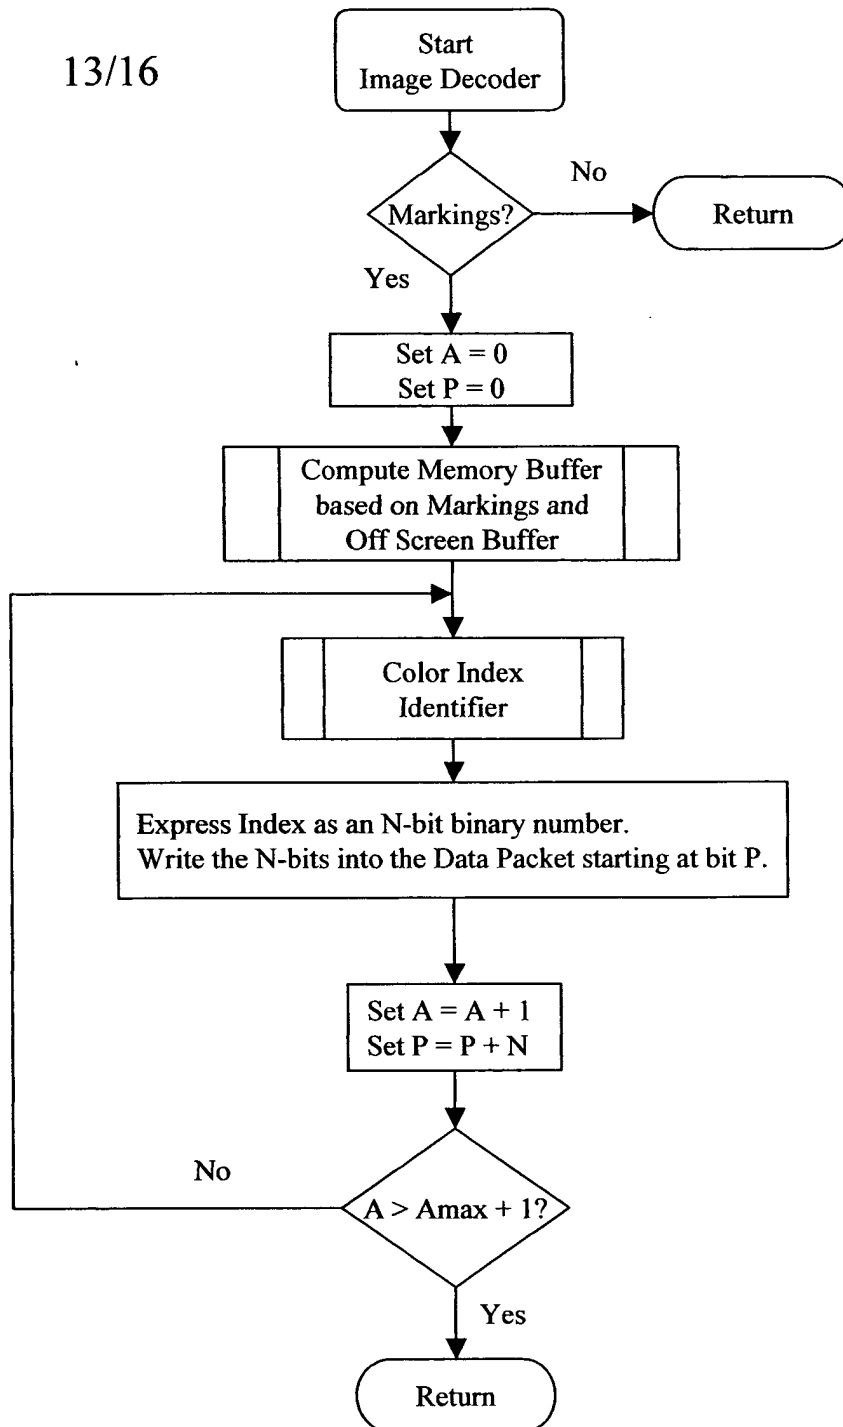 13/16
Start
Image Decoder
Markings?
No
Return
Yes
Set A = 0
Set P = 0
Compute Memory Buffer
based on Markings and
Off Screen Buffer
Color Index
Identifier
Express Index as an N-bit binary number.
Write the N-bits into the Data Packet starting at bit P.
Set A = A + 1
Set P = P + N
No
A > Amax + 1?
Yes
Return